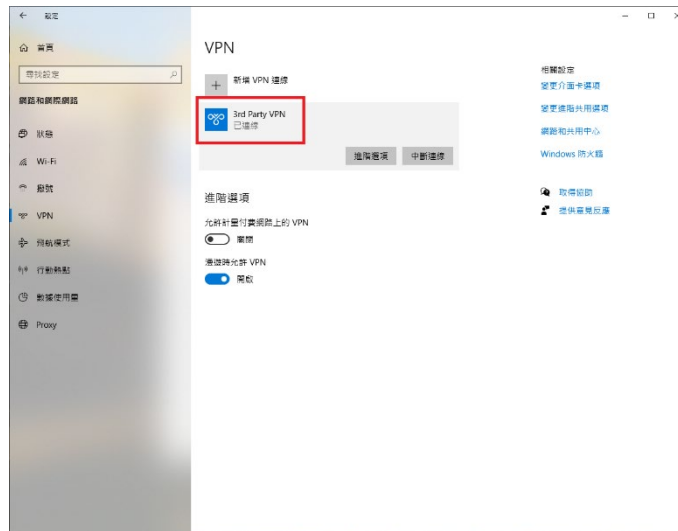 設定
首頁
尋找設定
網路和網際網路
狀態
Wi-Fi
撥號
VPN
飛航模式
行動熱點
數據使用量
Proxy
VPN
新增 VPN 連線
3rd Party VPN
已連線
進階選項 中斷連線
進階選項
允許計量付費網路上的 VPN
關閉
漫遊時允許 VPN
開啟
相關設定
變更介面卡選項
變更進階共用選項
網路和共用中心
Windows 防火牆
取得協助
提供意見反應